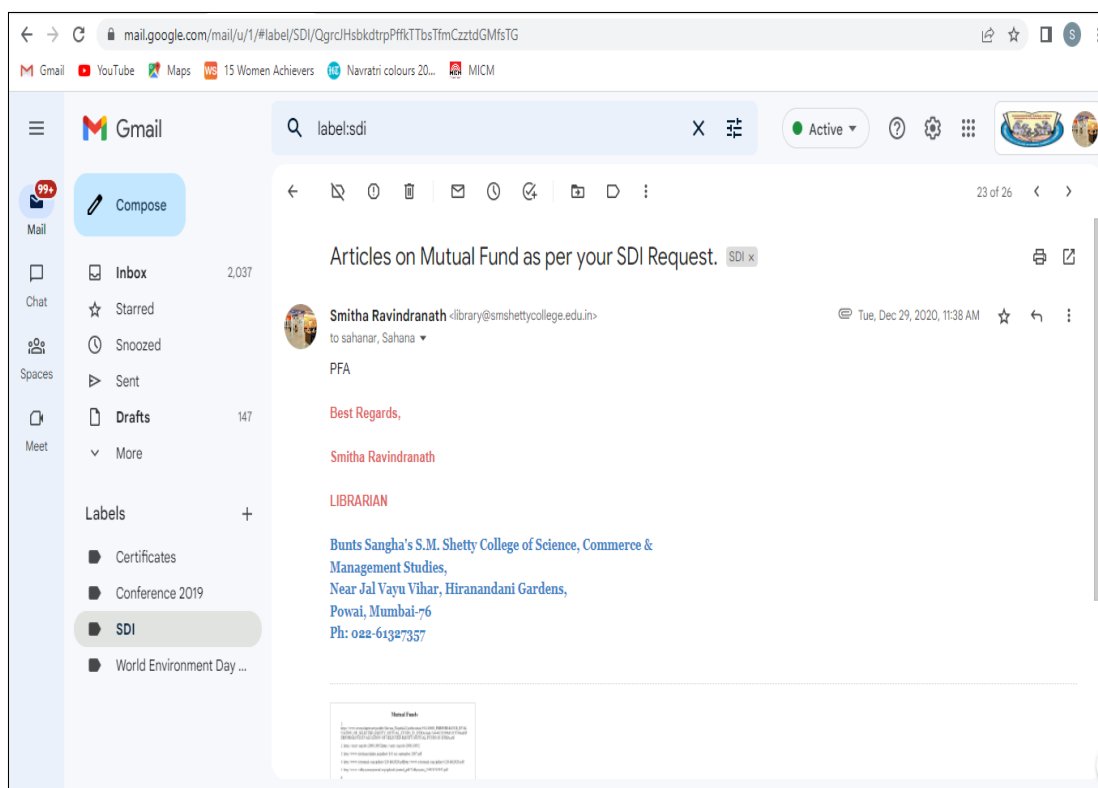 mail.google.com/mail/u/1/#label/SDI/QgrcJHsbkdtrpPffkTTbsTfmCzztdGMfsTG
S
Gmail YouTube Maps WS 15 Women Achievers Navratri colours 20... MICM
Gmail
label:sdi
Active
99+
Mail
Chat
Spaces
Meet
Compose
Inbox 2,037
Starred
Snoozed
Sent
Drafts 147
More
Labels +
Certificates
Conference 2019
SDI
World Environment Day ...
23 of 26
Articles on Mutual Fund as per your SDI Request. SDI x
Smitha Ravindranath <library@smshettycollege.edu.in> Tue, Dec 29, 2020, 11:38 AM
to sahanar, Sahana
PFA
Best Regards,
Smitha Ravindranath
LIBRARIAN
Bunts Sangha's S.M. Shetty College of Science, Commerce &
Management Studies,
Near Jal Vayu Vihar, Hiranandani Gardens,
Powai, Mumbai-76
Ph: 022-61327357
Mutual Funds